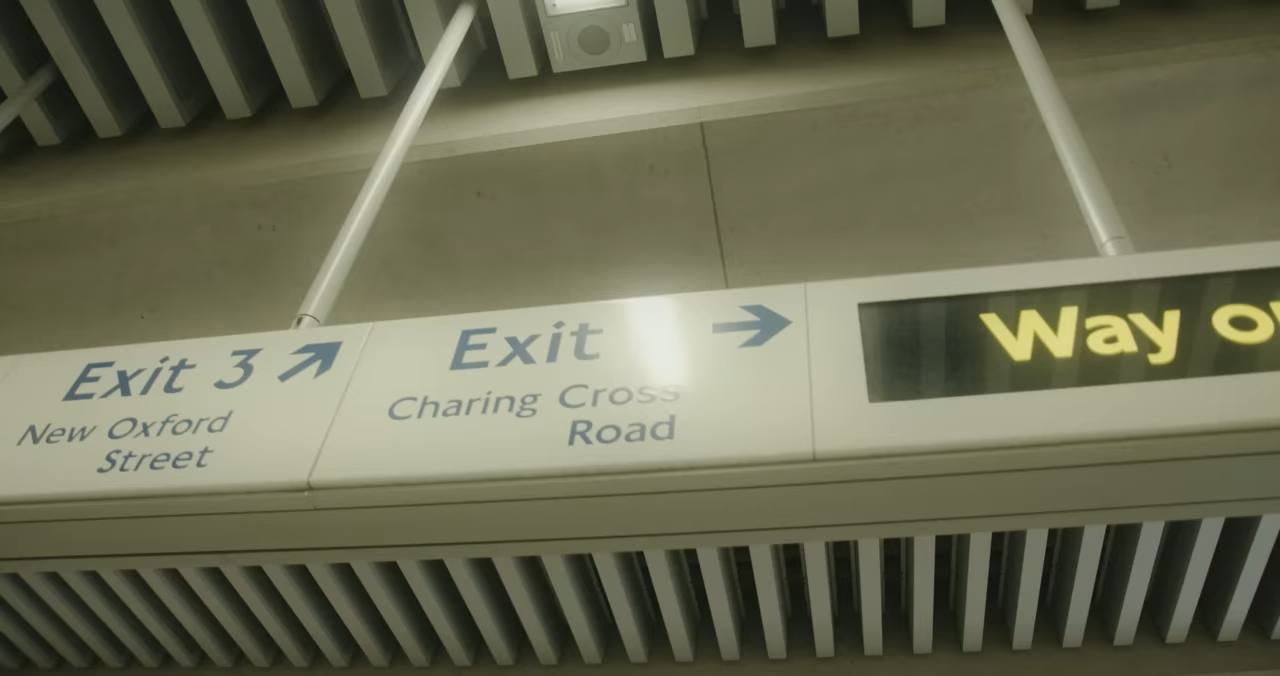 Exit 3
New Oxford
Street
Exit
Charing Cross
Road
Way